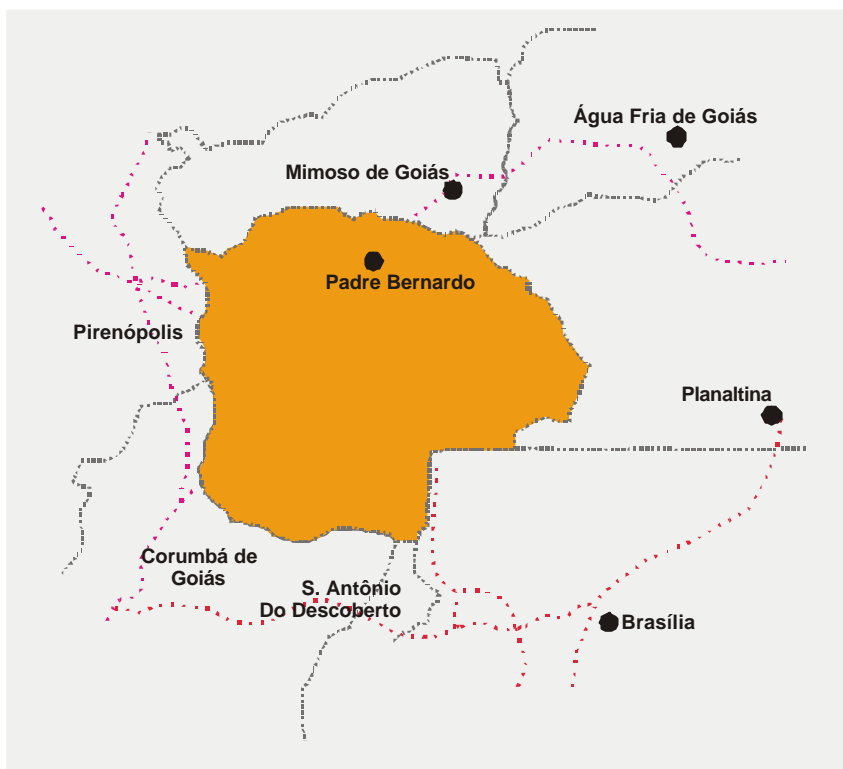 Água Fria de Goiás
Mimoso de Goiás
Padre Bernardo
Pirenópolis
Planaltina
Corumbá de
Goiás
S. Antônio
Do Descoberto
Brasília